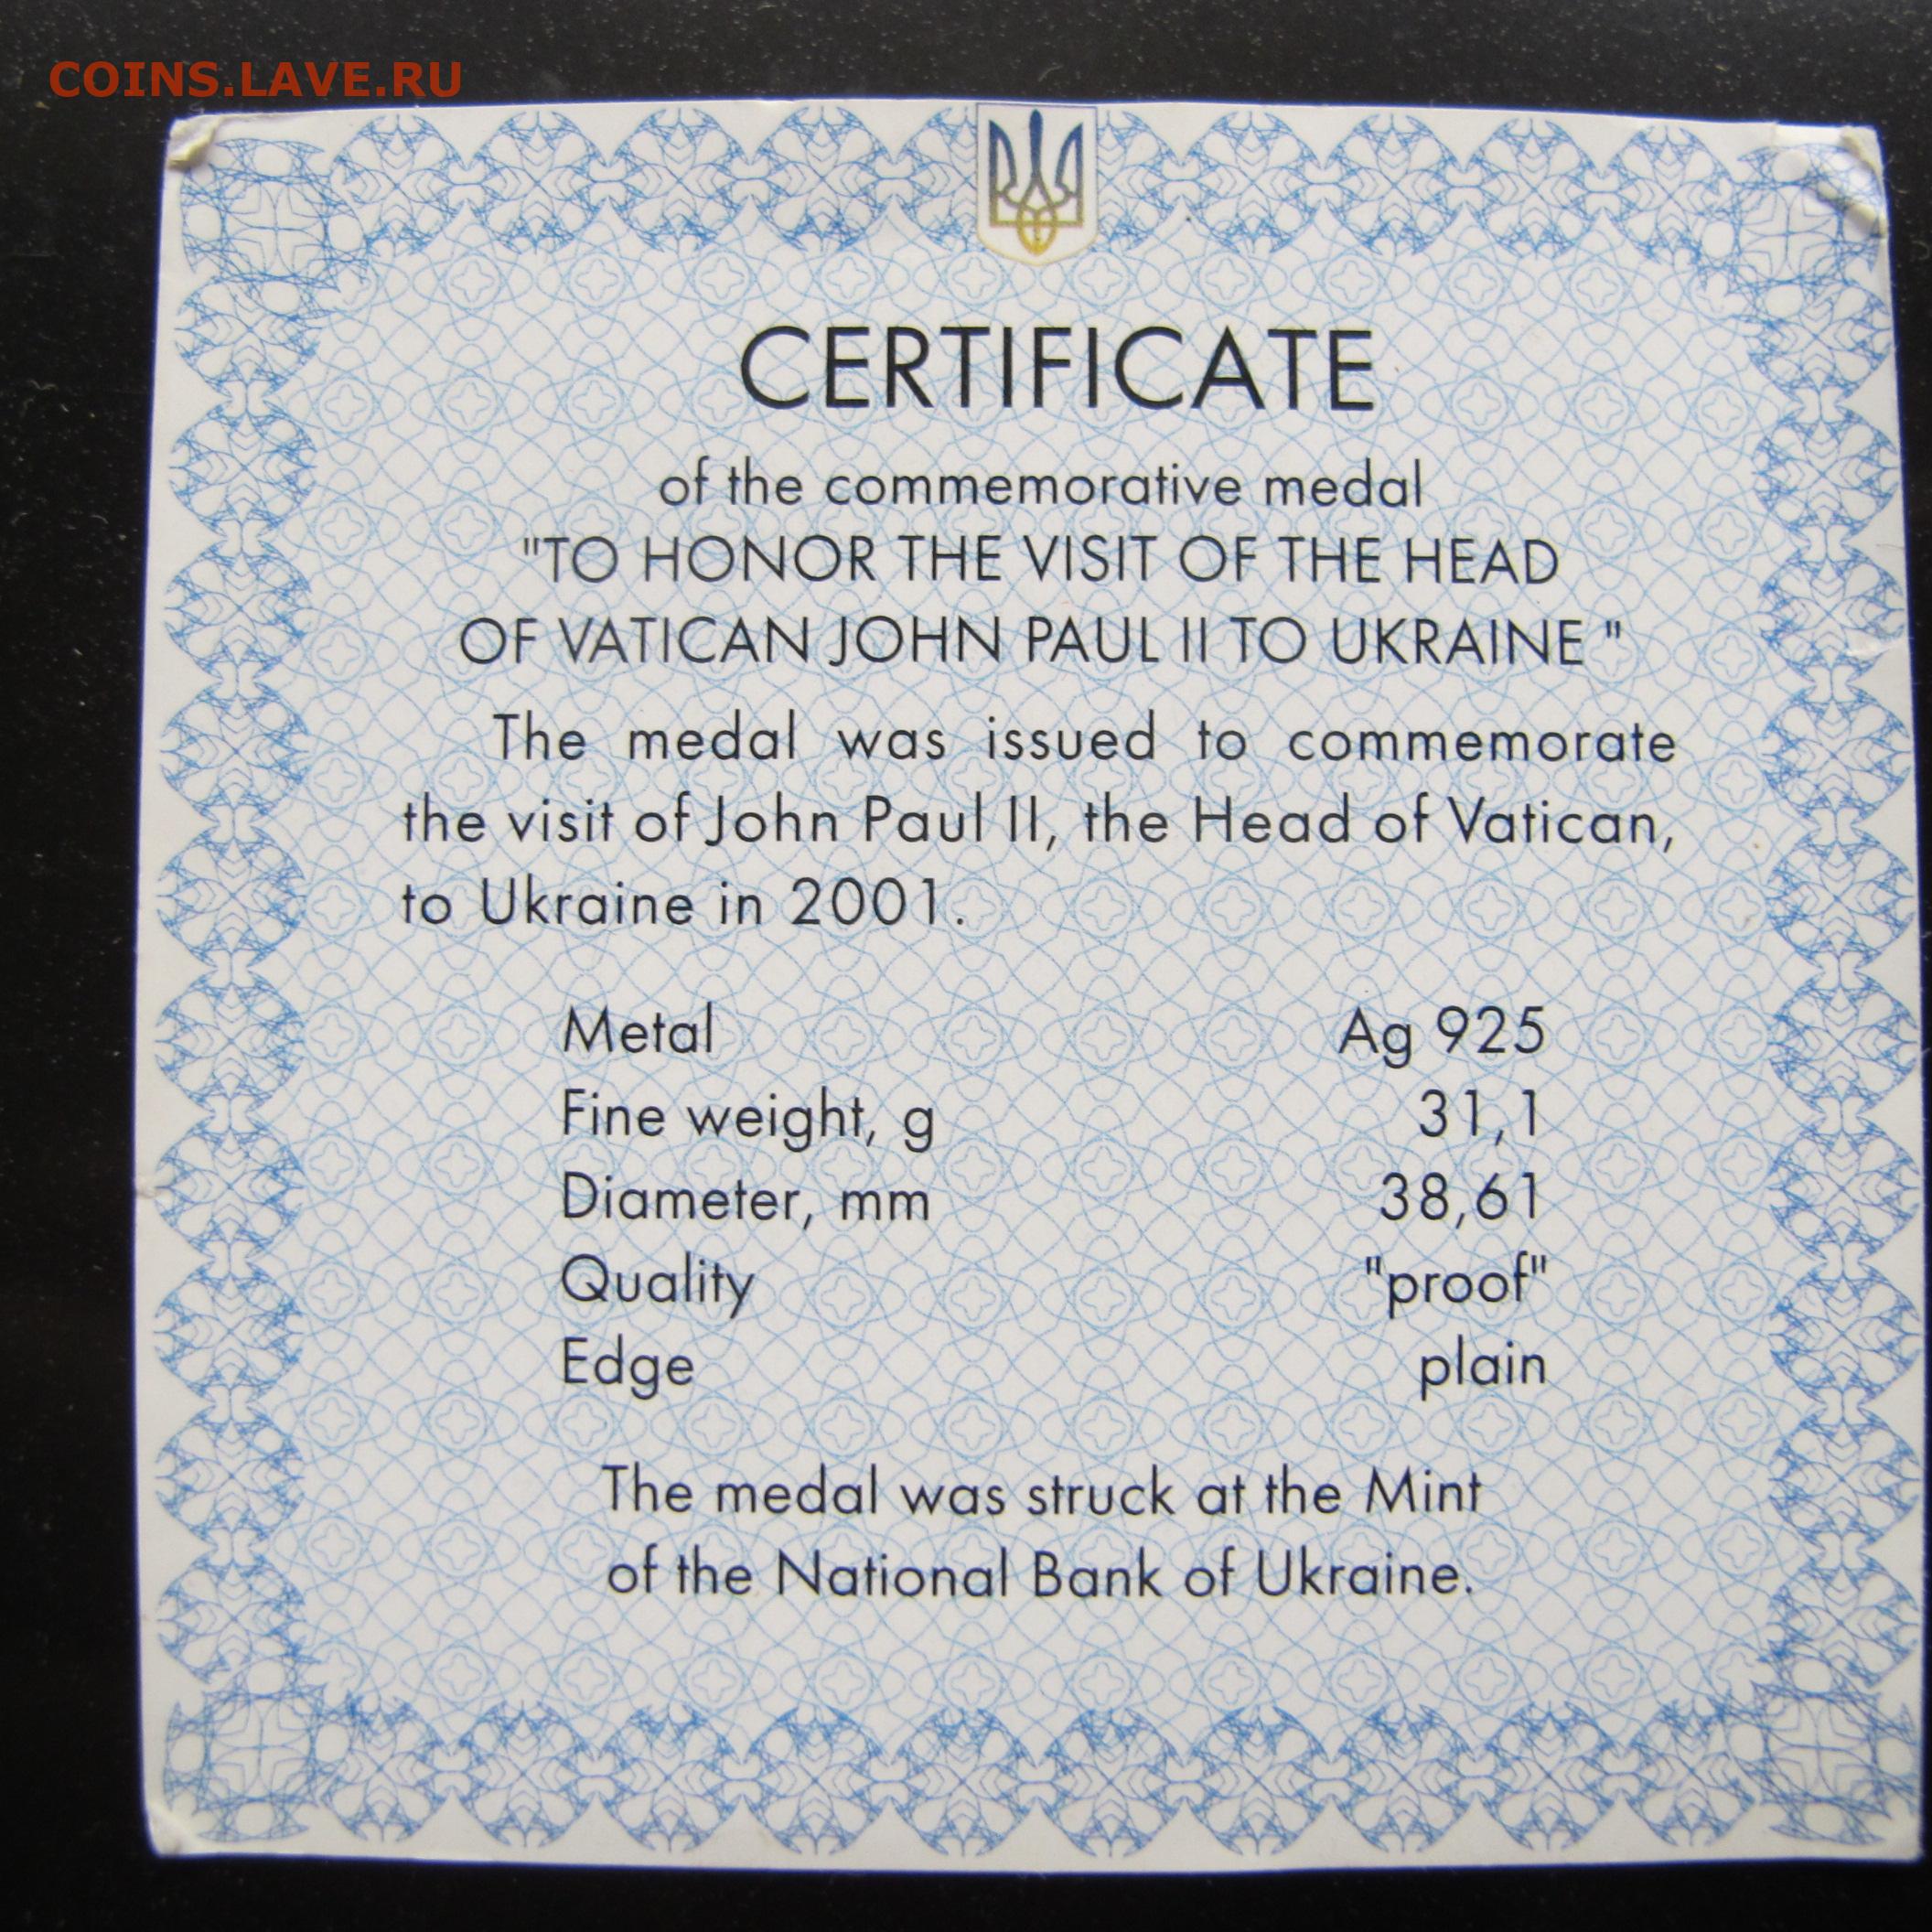 COINS.LAVE.RU
CERTIFICATE
of the commemorative medal
"TO HONOR THE VISIT OF THE HEAD
OF VATICAN JOHN PAUL II TO UKRAINE "
The medal was issued to commemorate
the visit of John Paul II, the Head of Vatican,
to Ukraine in 2001.
Metal Ag 925
Fine weight, g 31,1
Diameter, mm 38,61
Quality "proof"
Edge plain
The medal was struck at the Mint
of the National Bank of Ukraine.